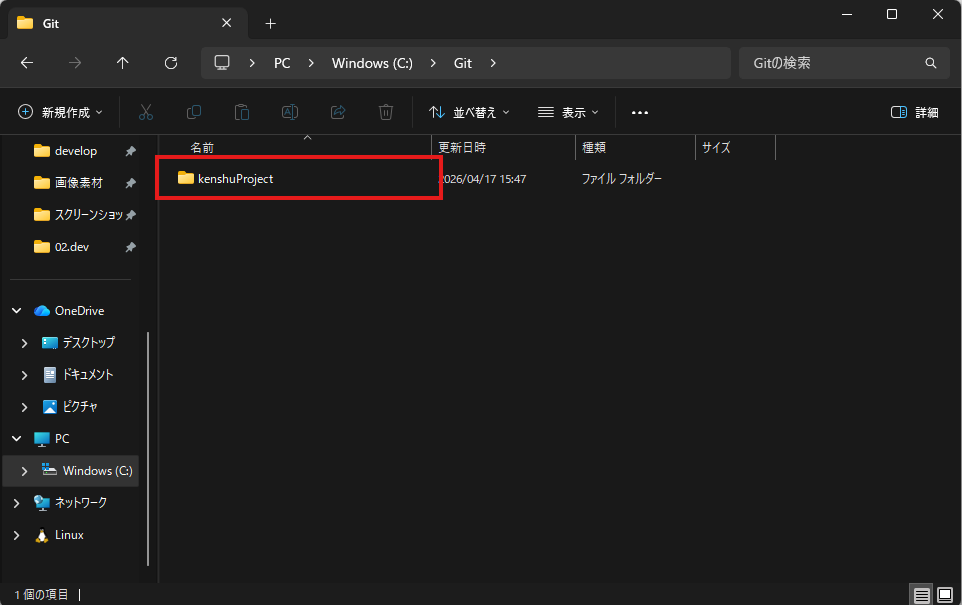 Git
PC
Windows (C:)
Git
Gitの検索
新規作成
並べ替え
表示
詳細
名前
更新日時
種類
サイズ
kenshuProject
2026/04/17 15:47
ファイル フォルダー
develop
画像素材
スクリーンショッ
02.dev
OneDrive
デスクトップ
ドキュメント
ピクチャ
PC
Windows (C:)
ネットワーク
Linux
1 個の項目